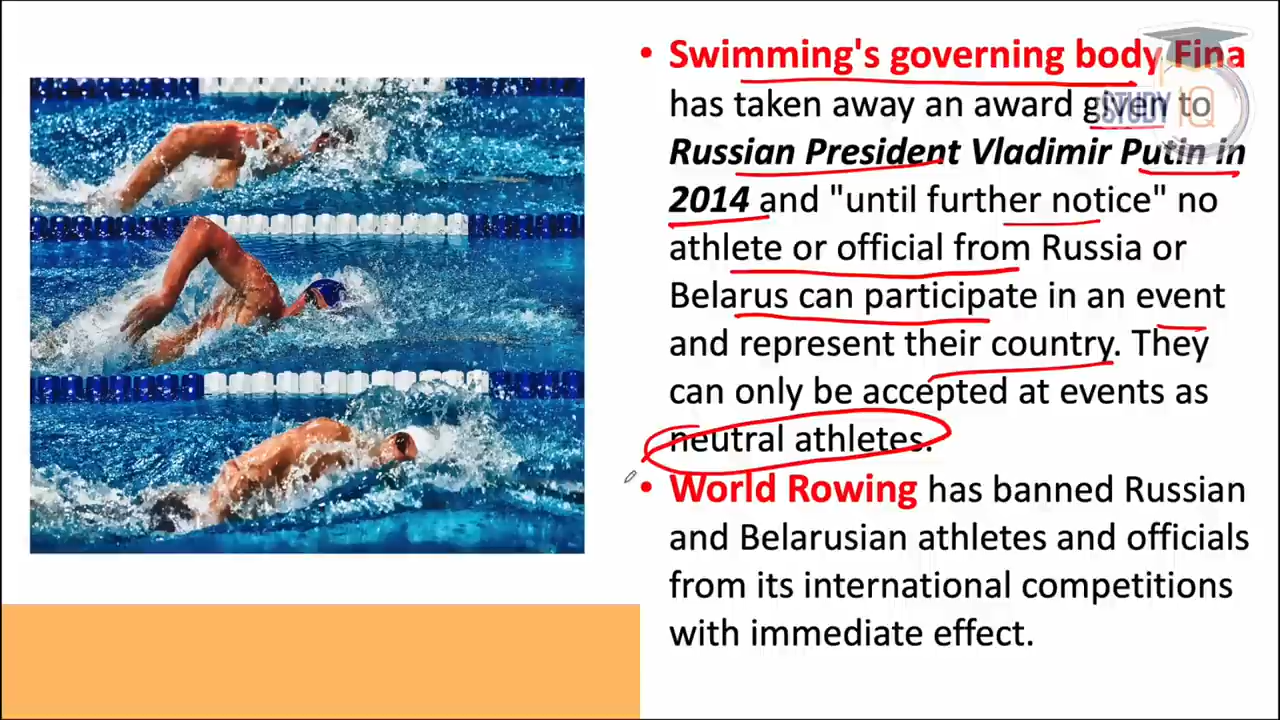 • Swimming's governing body Fina
has taken away an award given to
Russian President Vladimir Putin in
2014 and "until further notice" no
athlete or official from Russia or
Belarus can participate in an event
and represent their country. They
can only be accepted at events as
neutral athletes.
• World Rowing has banned Russian
and Belarusian athletes and officials
from its international competitions
with immediate effect.
STUDY IQ